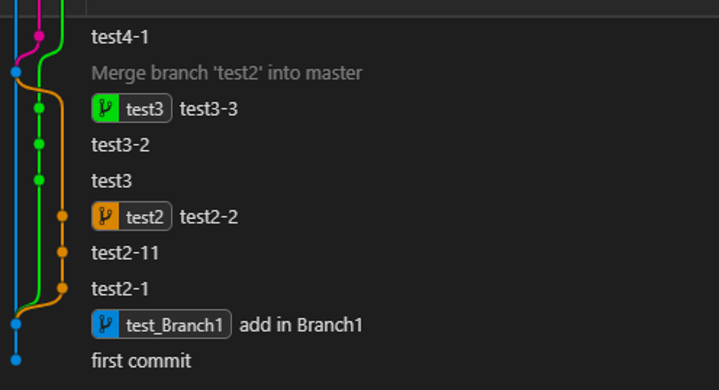 test4-1
Merge branch 'test2' into master
test3 test3-3
test3-2
test3
test2 test2-2
test2-11
test2-1
test_Branch1 add in Branch1
first commit